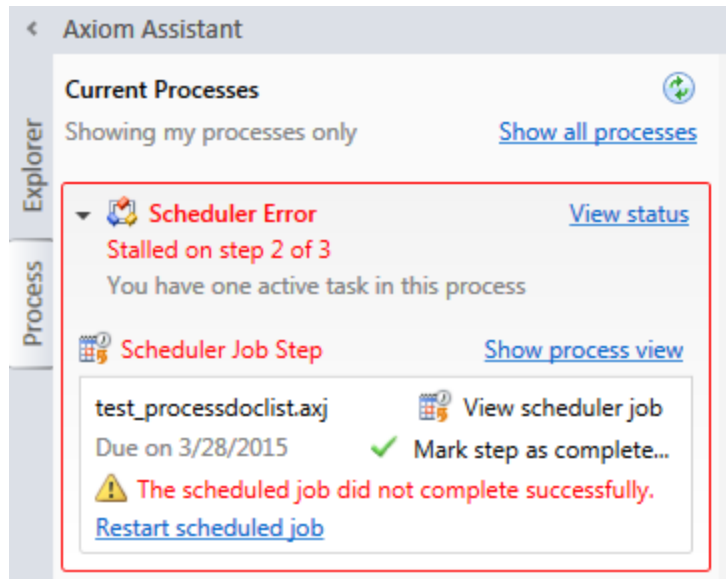 Axiom Assistant
Current Processes
Showing my processes only Show all processes
Explorer
Process
Scheduler Error View status
Stalled on step 2 of 3
You have one active task in this process
Scheduler Job Step Show process view
test_processdoclist.axj View scheduler job
Due on 3/28/2015 Mark step as complete...
The scheduled job did not complete successfully.
Restart scheduled job